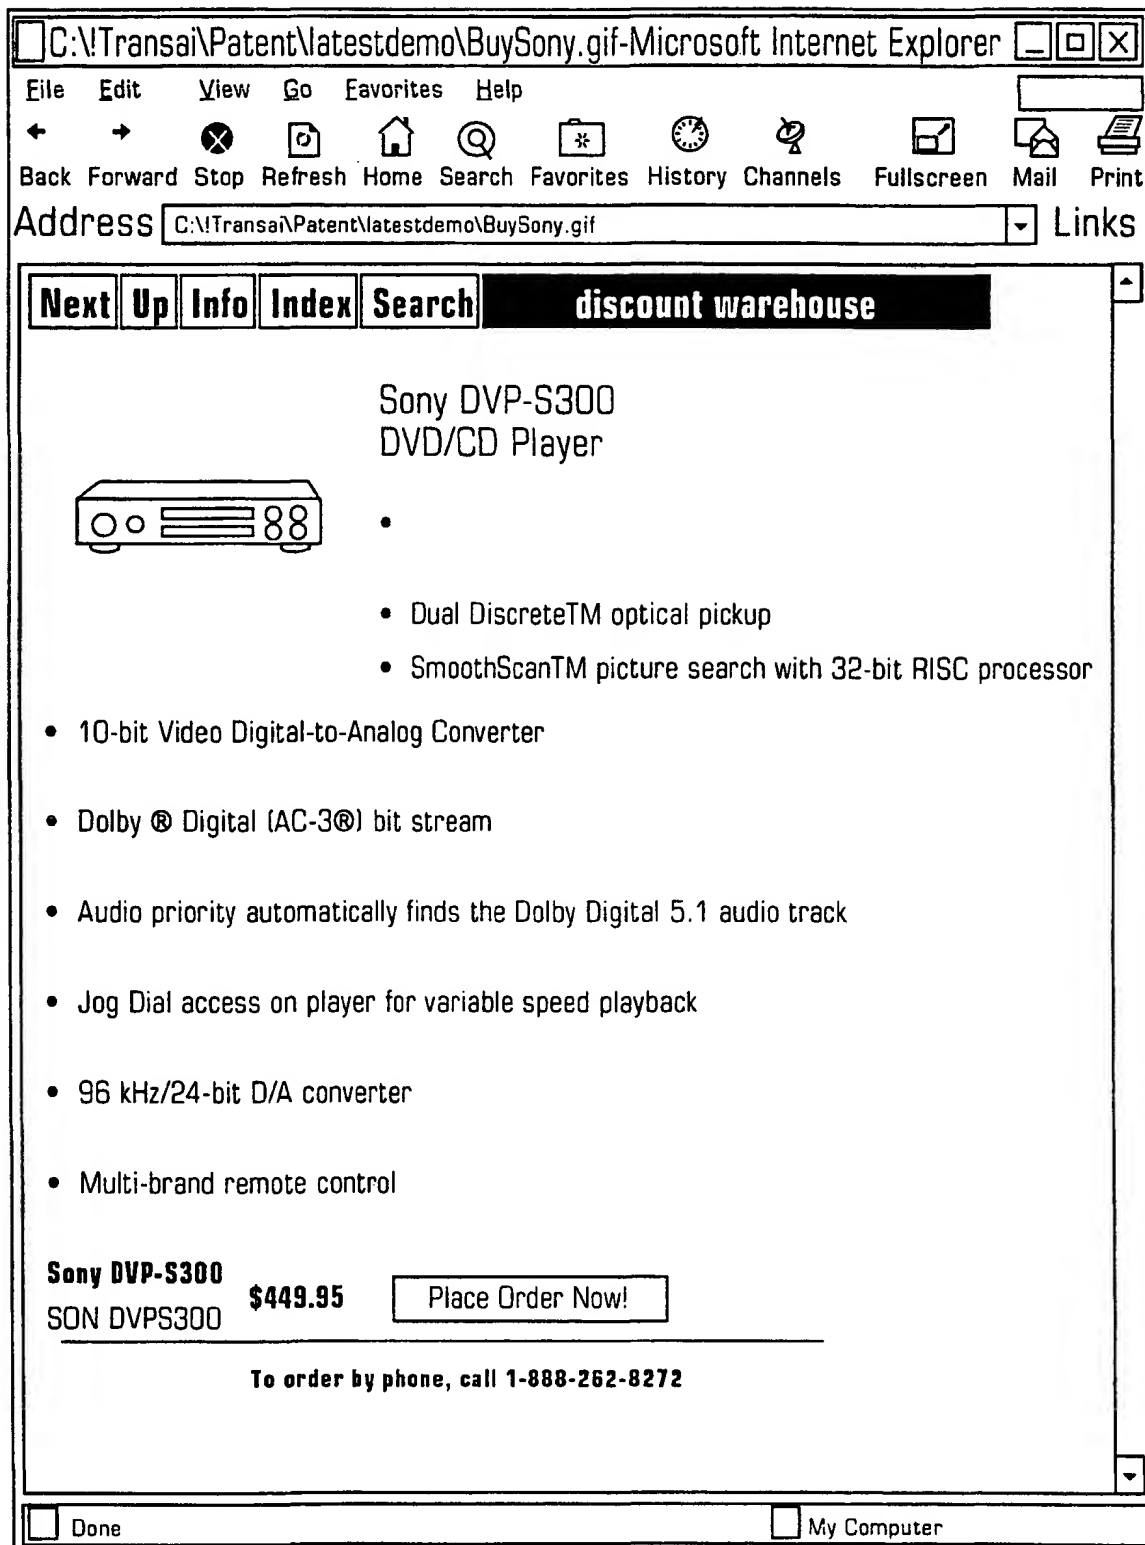 C:\!Transai\Patent\latestdemo\BuySony.gif-Microsoft Internet Explorer
File Edit View Go Favorites Help
Back Forward Stop Refresh Home Search Favorites History Channels Fullscreen Mail Print
Address C:\!Transai\Patent\latestdemo\BuySony.gif Links
Next Up Info Index Search discount warehouse
Sony DVP-S300
DVD/CD Player
•
• Dual DiscreteTM optical pickup
• SmoothScanTM picture search with 32-bit RISC processor
• 10-bit Video Digital-to-Analog Converter
• Dolby ® Digital (AC-3®) bit stream
• Audio priority automatically finds the Dolby Digital 5.1 audio track
• Jog Dial access on player for variable speed playback
• 96 kHz/24-bit D/A converter
• Multi-brand remote control
Sony DVP-S300
SON DVPS300
$449.95
Place Order Now!
To order by phone, call 1-888-262-8272
Done My Computer